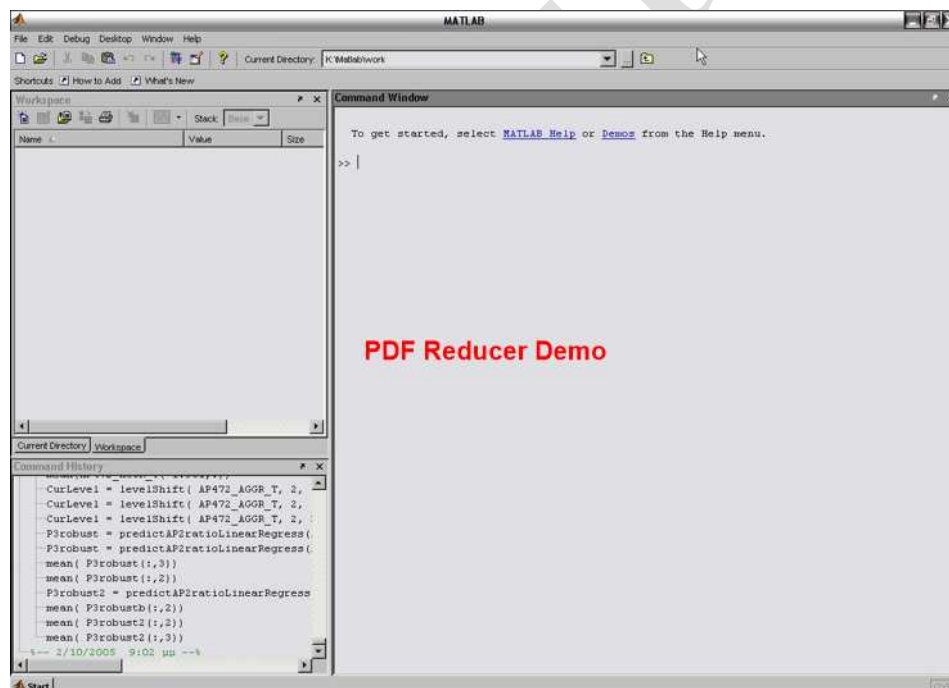 MATLAB
File Edit Debug Desktop Window Help
Current Directory: K:\Matlab\work
Shortcuts How to Add What's New
Workspace
Stack: Base
Name Value Size
Command Window
To get started, select MATLAB Help or Demos from the Help menu.
>>
PDF Reducer Demo
Current Directory Workspace
Command History
CurLevel = levelShift( AP472_AGGR_T, 2,
CurLevel = levelShift( AP472_AGGR_T, 2,
CurLevel = levelShift( AP472_AGGR_T, 2,
P3robust = predictAP2ratioLinearRegress(
P3robust = predictAP2ratioLinearRegress(
mean( P3robust(:,3))
mean( P3robust(:,2))
P3robust2 = predictAP2ratioLinearRegress
mean( P3robustb(:,2))
mean( P3robust2(:,2))
mean( P3robust2(:,3))
%-- 2/10/2005 9:02 μμ --%
Start